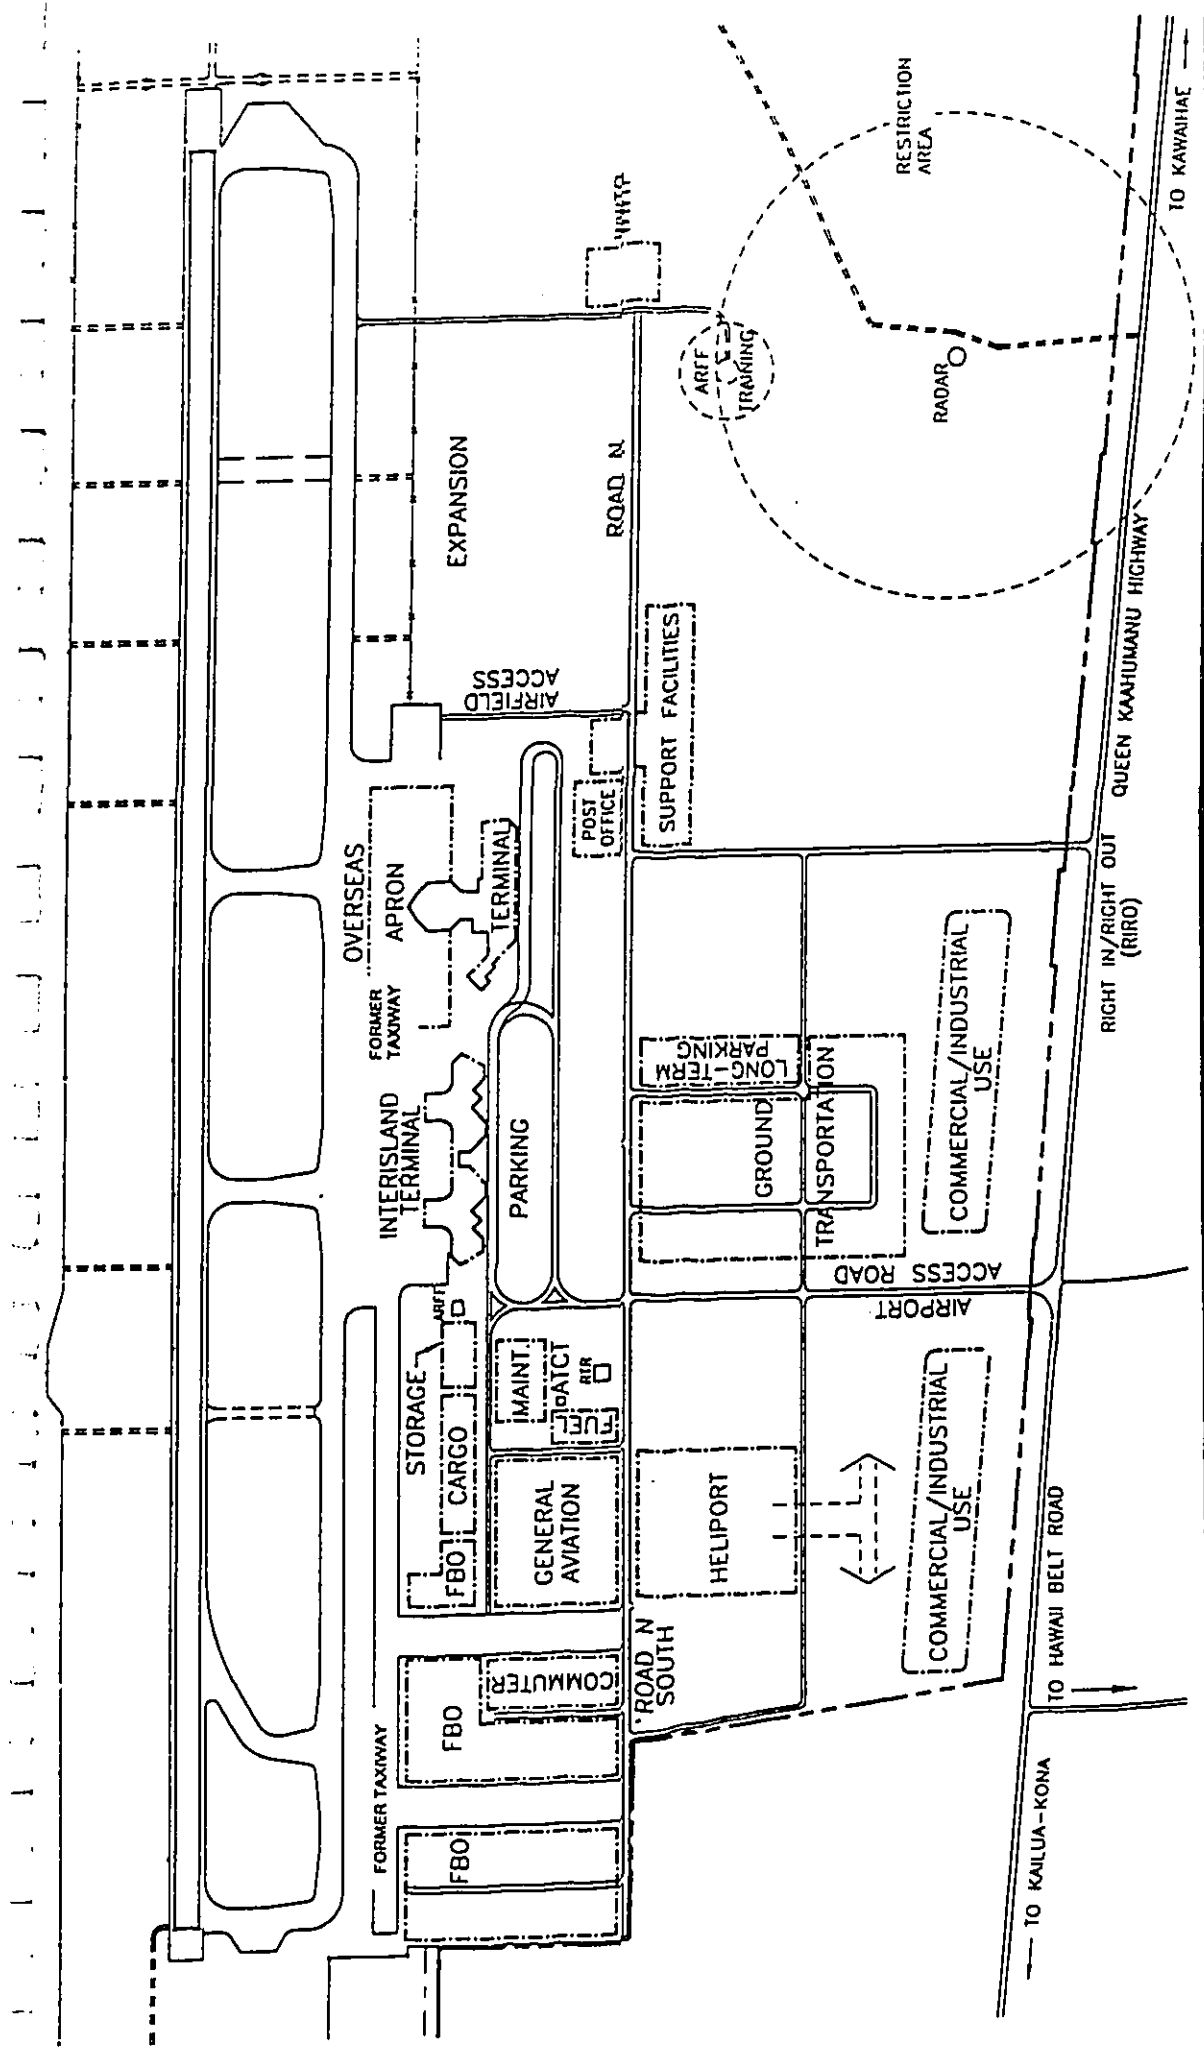 RESTRICTION
AREA
TO KAWAIHAE
ARFF
TRAINING
RADAR
EXPANSION
ROAD N
AIRFIELD
ACCESS
SUPPORT FACILITIES
POST
OFFICE
QUEEN KAAHUMANU HIGHWAY
RIGHT IN/RIGHT OUT
(RIRO)
OVERSEAS
APRON
TERMINAL
FORMER
TAXIWAY
INTERISLAND
TERMINAL
PARKING
LONG-TERM
PARKING
GROUND
TRANSPORTATION
COMMERCIAL/INDUSTRIAL
USE
AIRPORT
ACCESS ROAD
ARFF
STORAGE
CARGO
FBO
MAINT.
ATCT
RTR
FUEL
GENERAL
AVIATION
HELIPORT
COMMERCIAL/INDUSTRIAL
USE
ROAD N
SOUTH
COMMUTER
FBO
FBO
FORMER TAXIWAY
TO HAWAII BELT ROAD
TO KAILUA-KONA